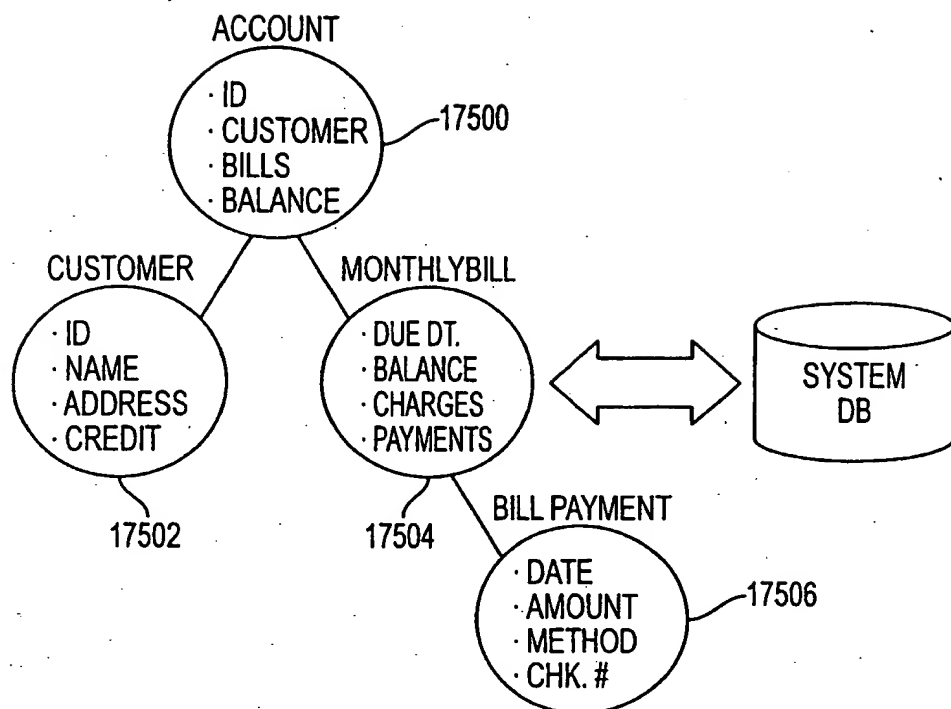 ACCOUNT
· ID
· CUSTOMER
· BILLS
· BALANCE
17500
CUSTOMER
· ID
· NAME
· ADDRESS
· CREDIT
17502
MONTHLYBILL
· DUE DT.
· BALANCE
· CHARGES
· PAYMENTS
17504
SYSTEM
DB
BILL PAYMENT
· DATE
· AMOUNT
· METHOD
· CHK. #
17506